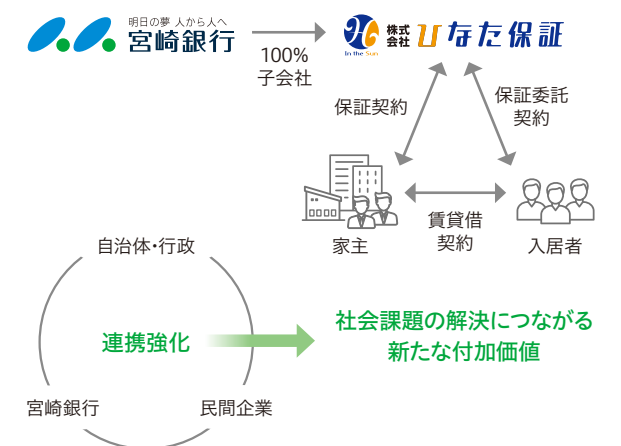 明日の夢 人から人へ
宮崎銀行
100%
子会社
株式
会社
ひなた保証
In the Sun
保証契約
保証委託
契約
家主
賃貸借
契約
入居者
自治体・行政
連携強化
宮崎銀行
民間企業
社会課題の解決につながる
新たな付加価値